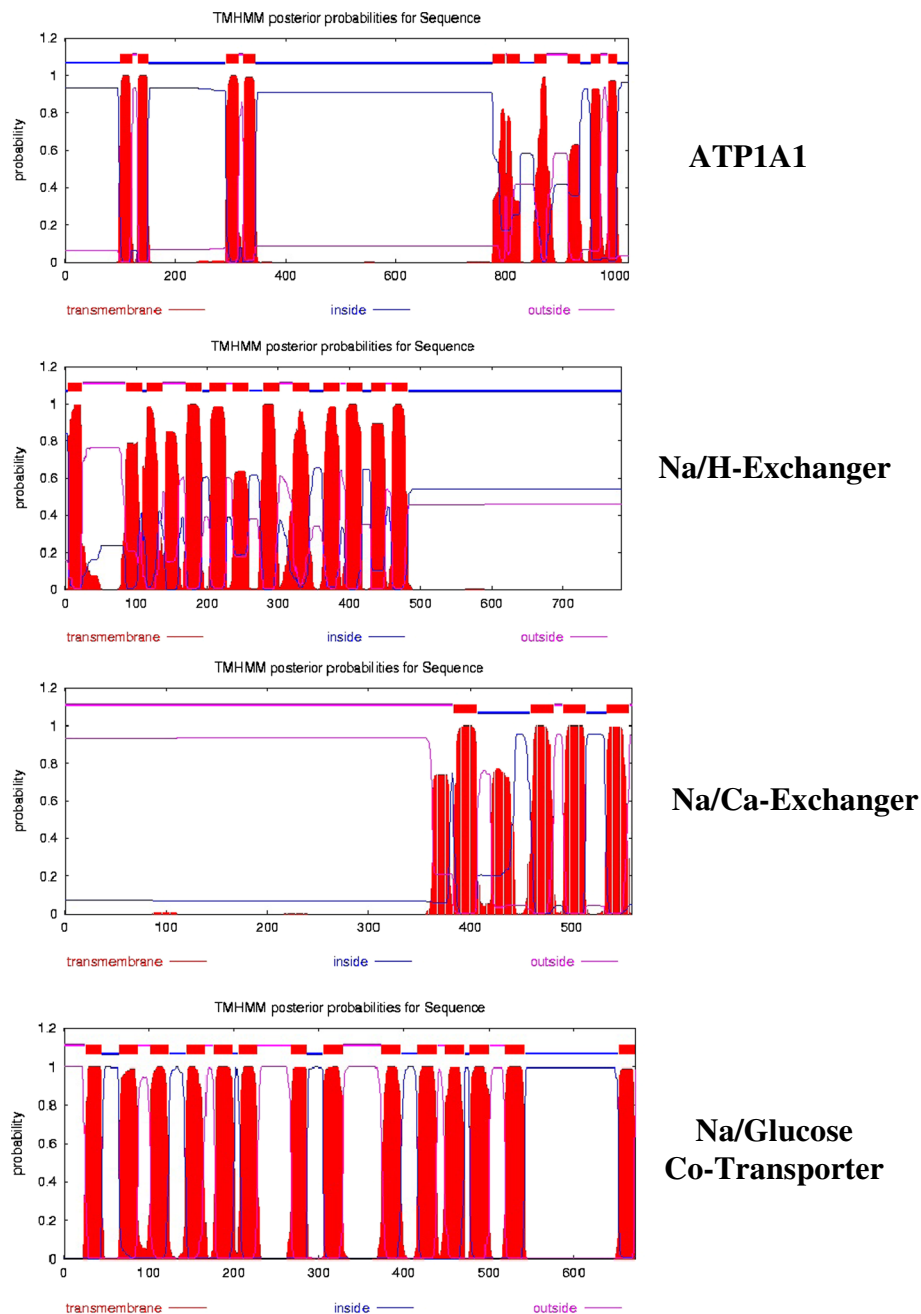 TMHMM posterior probabilities for Sequence
1.2
1
0.8
0.6
0.4
0.2
0
probability
0 200 400 600 800 1000
transmembrane inside outside
ATP1A1
TMHMM posterior probabilities for Sequence
1.2
1
0.8
0.6
0.4
0.2
0
probability
0 100 200 300 400 500 600 700
transmembrane inside outside
Na/H-Exchanger
TMHMM posterior probabilities for Sequence
1.2
1
0.8
0.6
0.4
0.2
0
probability
0 100 200 300 400 500
transmembrane inside outside
Na/Ca-Exchanger
TMHMM posterior probabilities for Sequence
1.2
1
0.8
0.6
0.4
0.2
0
probability
0 100 200 300 400 500 600
transmembrane inside outside
Na/Glucose
Co-Transporter